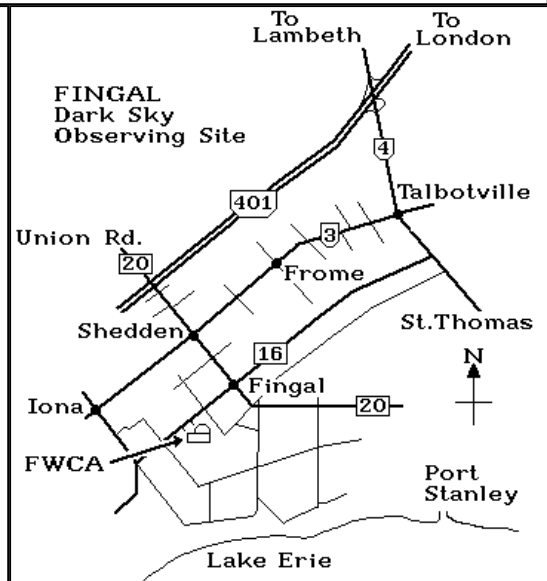 To
Lambeth
To
London
FINGAL
Dark Sky
Observing Site
4
401
Talbotville
3
Union Rd.
20
Frome
Shedden
St.Thomas
16
N
Fingal
Iona
20
FWCA
Port
Stanley
Lake Erie